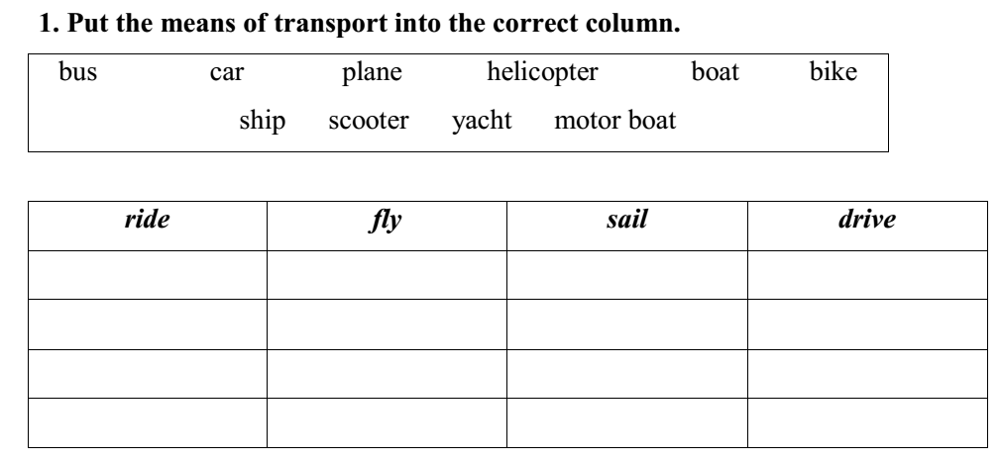 1. Put the means of transport into the correct column.
bus car plane helicopter boat bike
ship scooter yacht motor boat
ride fly sail drive